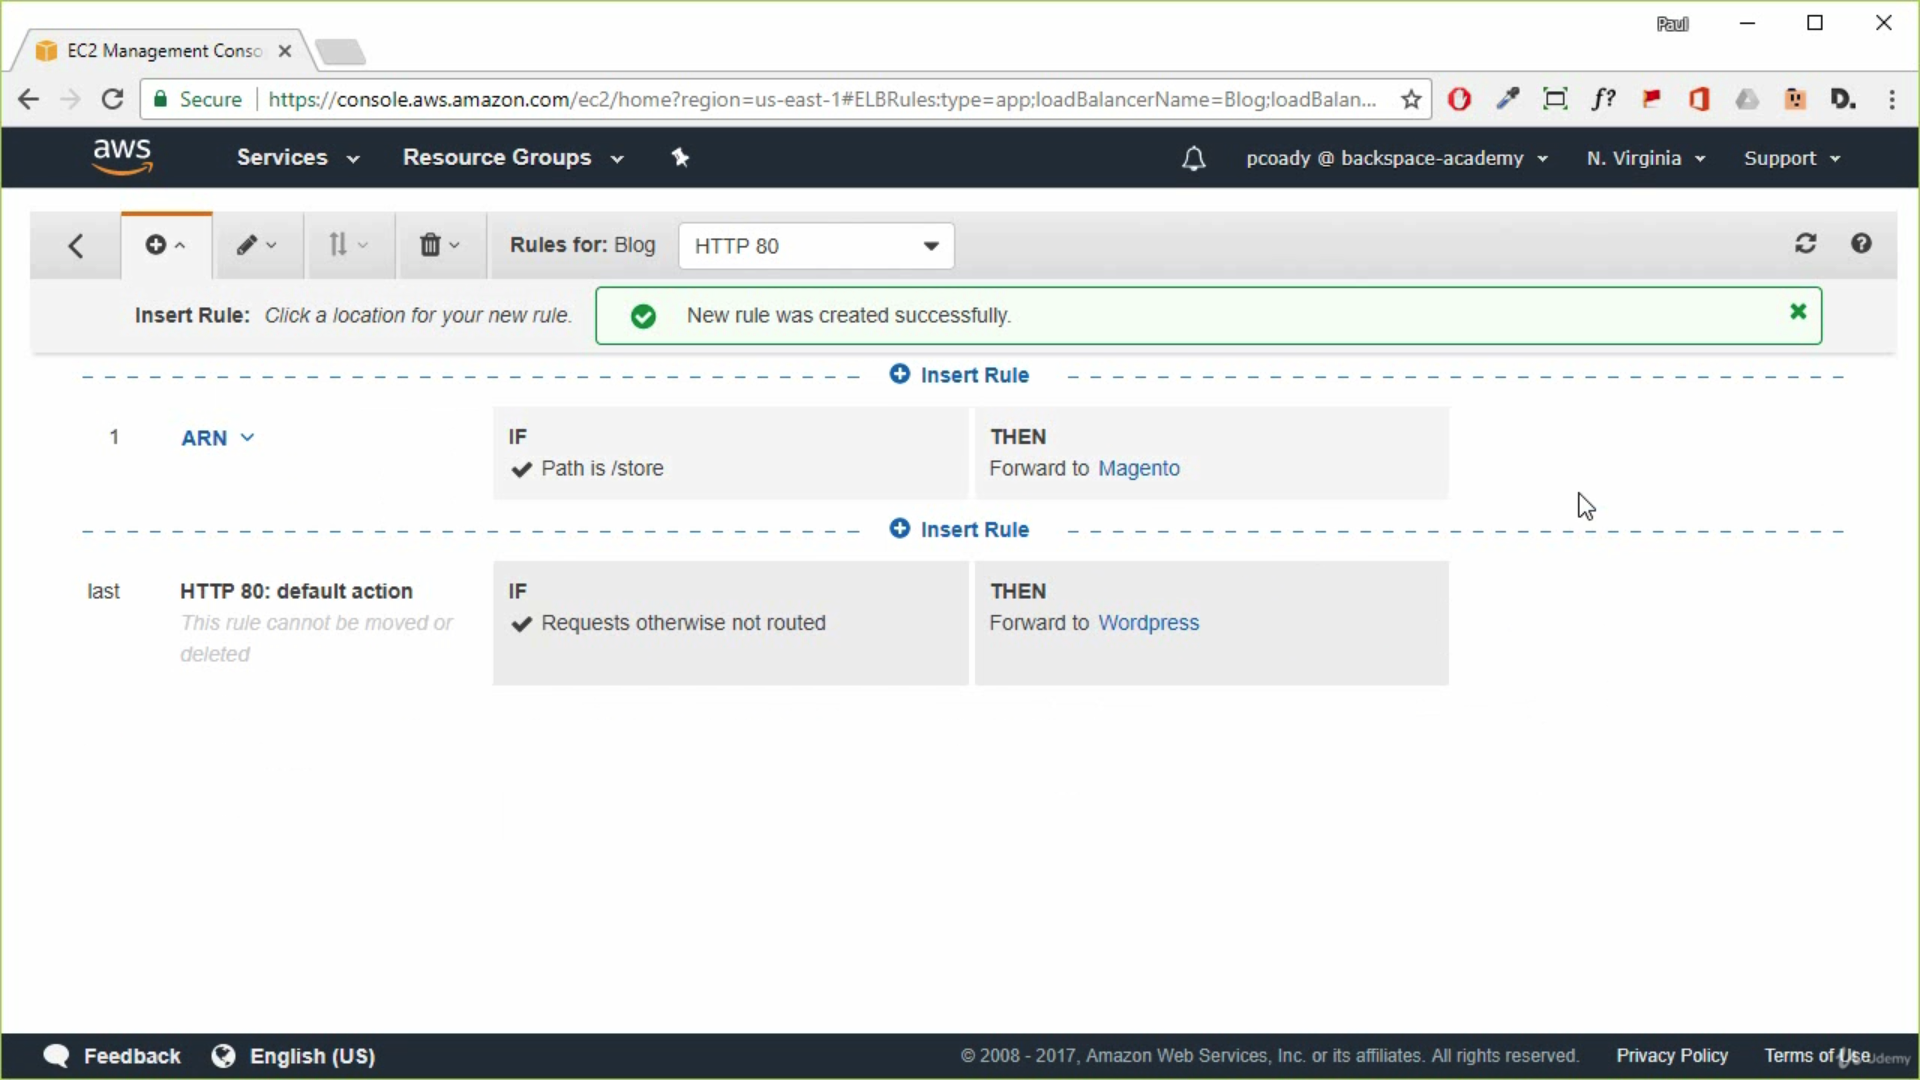 Paul
EC2 Management Conso
Secure
https://console.aws.amazon.com/ec2/home?region=us-east-1#ELBRules:type=app;loadBalancerName=Blog;loadBalan...
f?
D.
aws
Services
Resource Groups
pcoady @ backspace-academy
N. Virginia
Support
Rules for: Blog
HTTP 80
Insert Rule: Click a location for your new rule.
New rule was created successfully.
Insert Rule
1
ARN
IF
Path is /store
THEN
Forward to Magento
Insert Rule
last
HTTP 80: default action
This rule cannot be moved or
deleted
IF
Requests otherwise not routed
THEN
Forward to Wordpress
Feedback
English (US)
© 2008 - 2017, Amazon Web Services, Inc. or its affiliates. All rights reserved.
Privacy Policy
Terms of Use
Udemy